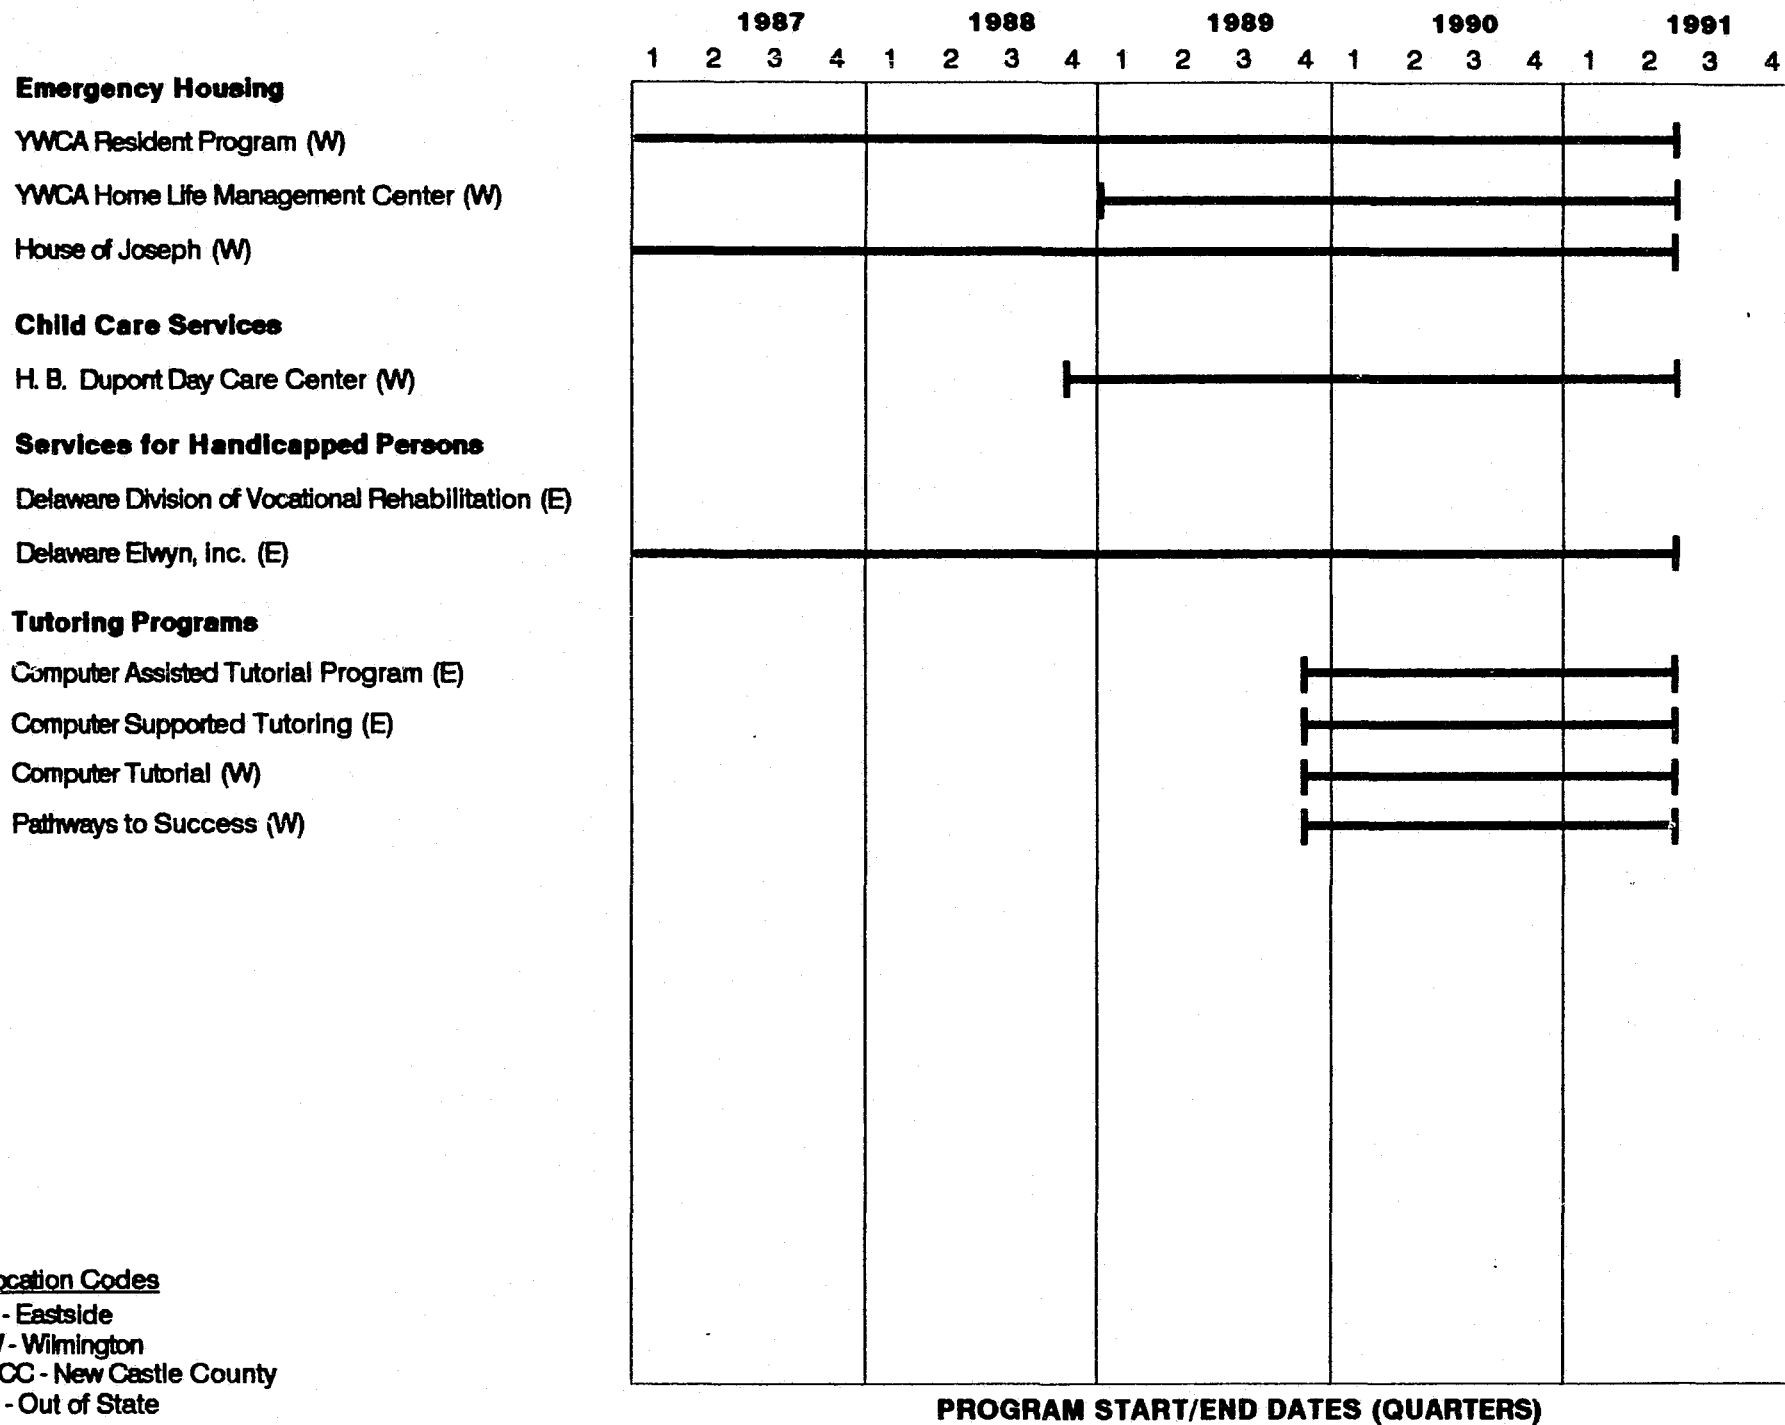 1987 1988 1989 1990 1991
1 2 3 4 1 2 3 4 1 2 3 4 1 2 3 4 1 2 3 4
Emergency Housing
YWCA Resident Program (W)
YWCA Home Life Management Center (W)
House of Joseph (W)
Child Care Services
H. B. Dupont Day Care Center (W)
Services for Handicapped Persons
Delaware Division of Vocational Rehabilitation (E)
Delaware Elwyn, inc. (E)
Tutoring Programs
Computer Assisted Tutorial Program (E)
Computer Supported Tutoring (E)
Computer Tutorial (W)
Pathways to Success (W)
ocation Codes
- Eastside
- Wilmington
CC - New Castle County
- Out of State
PROGRAM START/END DATES (QUARTERS)